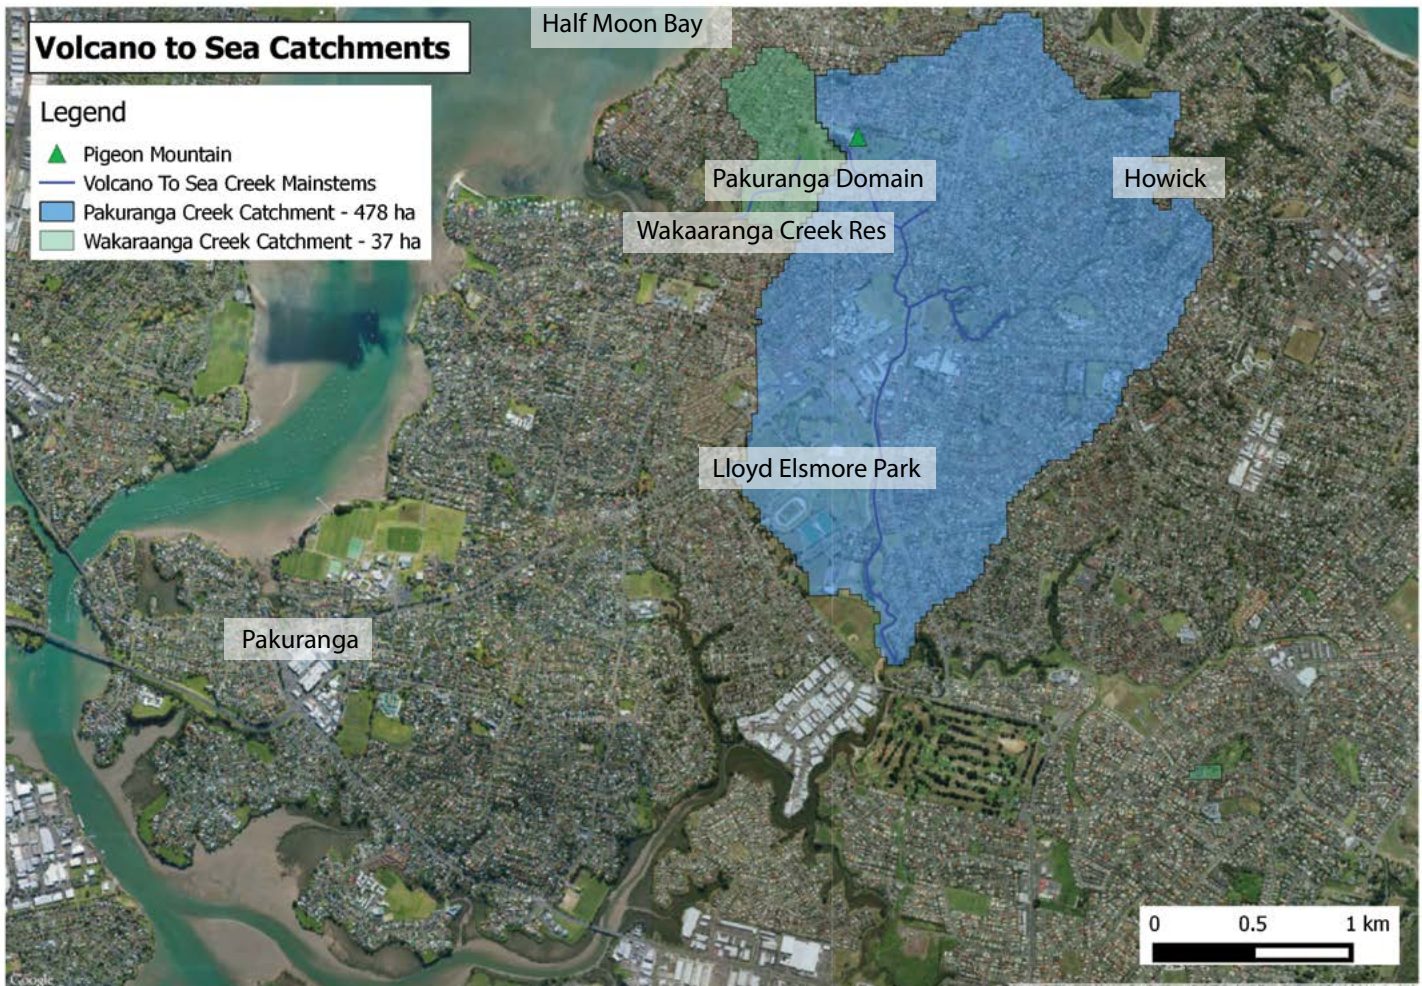 Half Moon Bay
Volcano to Sea Catchments
Legend
Pigeon Mountain
Volcano To Sea Creek Mainstems
Pakuranga Creek Catchment - 478 ha
Wakaraanga Creek Catchment - 37 ha
Pakuranga Domain
Howick
Wakaaranga Creek Res
Lloyd Elsmore Park
Pakuranga
0 0.5 1 km
Google